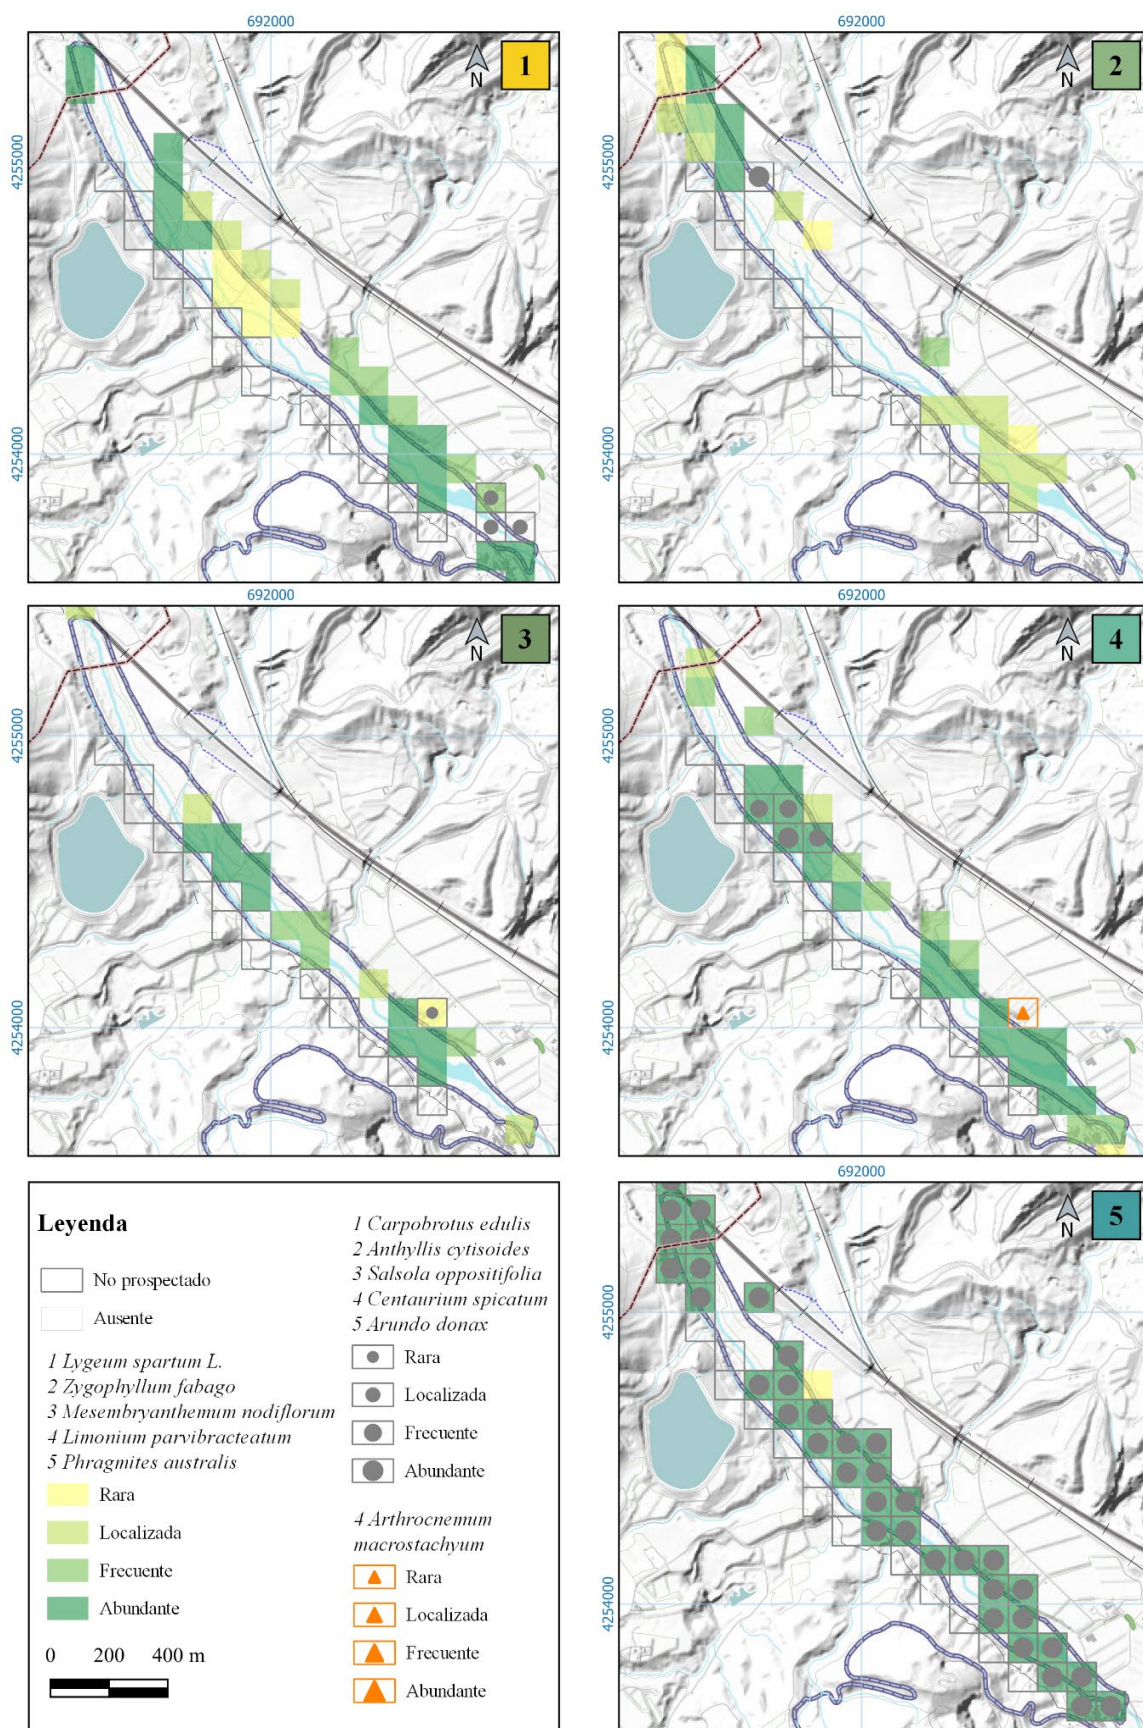 692000
692000
1
2
N
N
4255000
4255000
4254000
4254000
3
4
N
N
692000
692000
4255000
4255000
4254000
4254000
692000
5
N
4255000
4254000
Leyenda
No prospectado
Ausente
1 Lygeum spartum L.
2 Zygophyllum fabago
3 Mesembryanthemum nodiflorum
4 Limonium parvibracteatum
5 Phragmites australis
Rara
Localizada
Frecuente
Abundante
0 200 400 m
1 Carpobrotus edulis
2 Anthyllis cytisoides
3 Salsola oppositifolia
4 Centaurium spicatum
5 Arundo donax
Rara
Localizada
Frecuente
Abundante
4 Arthrocnemum
macrostachyum
Rara
Localizada
Frecuente
Abundante